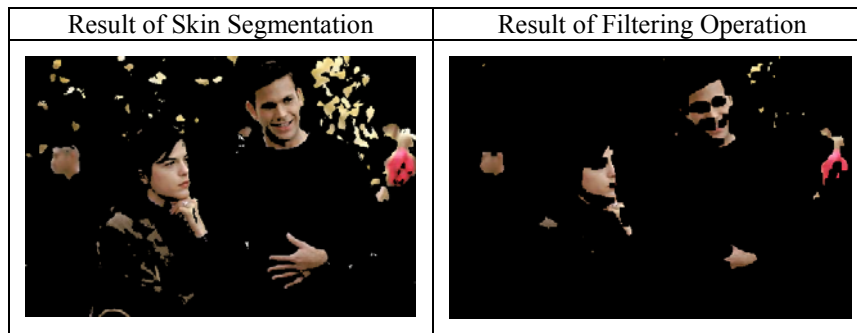 Result of Skin Segmentation
Result of Filtering Operation